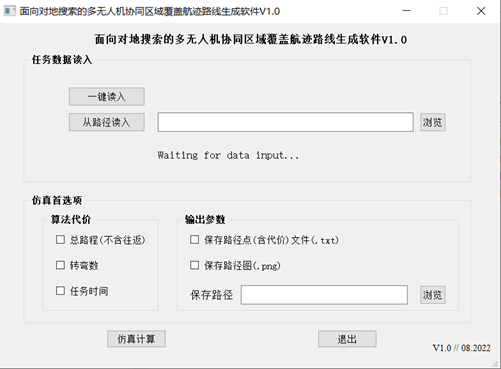 面向对地搜索的多无人机协同区域覆盖航迹路线生成软件V1.0
面向对地搜索的多无人机协同区域覆盖航迹路线生成软件V1.0
任务数据读入
一键读入
从路径读入 浏览
Waiting for data input...
仿真首选项
算法代价 输出参数
总路程(不含往返) 保存路径点(含代价)文件(.txt)
转弯数 保存路径图(.png)
任务时间 保存路径 浏览
仿真计算 退出
V1.0 // 08.2022